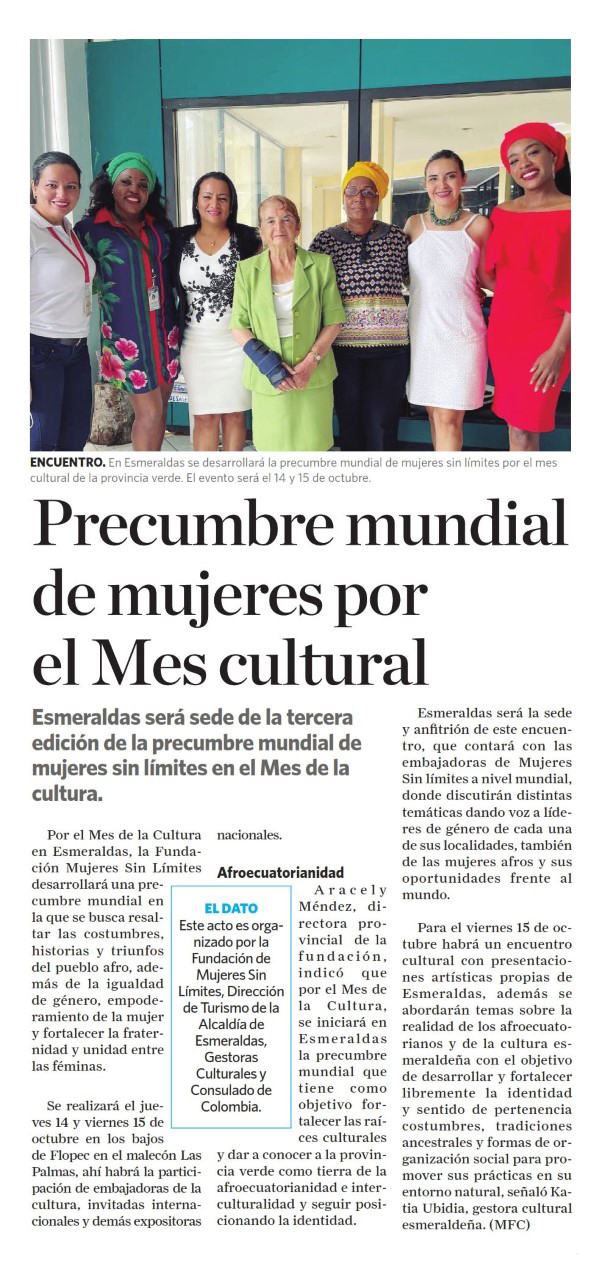 ENCUENTRO. En Esmeraldas se desarrollará la precumbre mundial de mujeres sin límites por el mes
cultural de la provincia verde. El evento será el 14 y 15 de octubre.
Precumbre mundial
de mujeres por
el Mes cultural
Esmeraldas será sede de la tercera
edición de la precumbre mundial de
mujeres sin límites en el Mes de la
cultura.
Por el Mes de la Cultura
en Esmeraldas, la Funda-
ción Mujeres Sin Límites
desarrollará una pre-
cumbre mundial en
la que se busca resal-
tar las costumbres,
historias y triunfos
del pueblo afro, ade-
más de la igualdad
de género, empode-
ramiento de la mujer
y fortalecer la frater-
nidad y unidad entre
las féminas.
Se realizará el jue-
ves 14 y viernes 15 de
octubre en los bajos
de Flopec en el malecón Las
Palmas, ahí habrá la partici-
pación de embajadoras de la
cultura, invitadas interna-
cionales y demás expositoras
nacionales.
Afroecuatorianidad
Aracely
Méndez, di-
rectora pro-
vincial de la
fundación,
indicó que
por el Mes de
la Cultura,
se iniciará en
Esmeraldas
la precumbre
mundial que
tiene como
objetivo for-
talecer las raí-
ces culturales
y dar a conocer a la provin-
cia verde como tierra de la
afroecuatorianidad e inter-
culturalidad y seguir posi-
cionando la identidad.
EL DATO
Este acto es orga-
nizado por la
Fundación de
Mujeres Sin
Límites, Dirección
de Turismo de la
Alcaldía de
Esmeraldas,
Gestoras
Culturales y
Consulado de
Colombia.
Esmeraldas será la sede
y anfitrión de este encuen-
tro, que contará con las
embajadoras de Mujeres
Sin límites a nivel mundial,
donde discutirán distintas
temáticas dando voz a líde-
res de género de cada una
de sus localidades, también
de las mujeres afros y sus
oportunidades frente al
mundo.
Para el viernes 15 de oc-
tubre habrá un encuentro
cultural con presentacio-
nes artísticas propias de
Esmeraldas, además se
abordarán temas sobre la
realidad de los afroecuato-
rianos y de la cultura es-
meraldeña con el objetivo
de desarrollar y fortalecer
libremente la identidad
y sentido de pertenencia
costumbres, tradiciones
ancestrales y formas de or-
ganización social para pro-
mover sus prácticas en su
entorno natural, señaló Ka-
tia Ubidia, gestora cultural
esmeraldeña. (MFC)